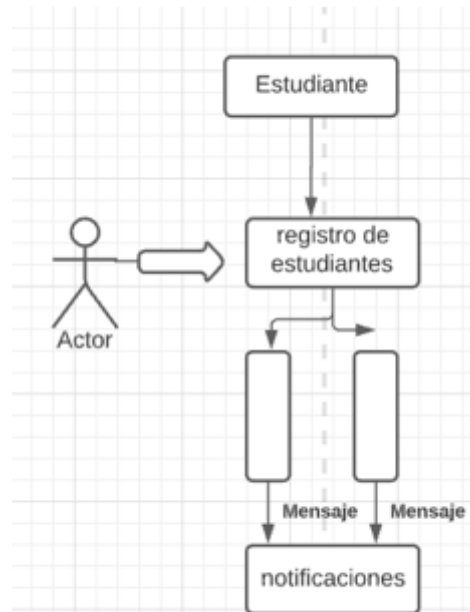 Estudiante
registro de
estudiantes
Actor
Mensaje
Mensaje
notificaciones